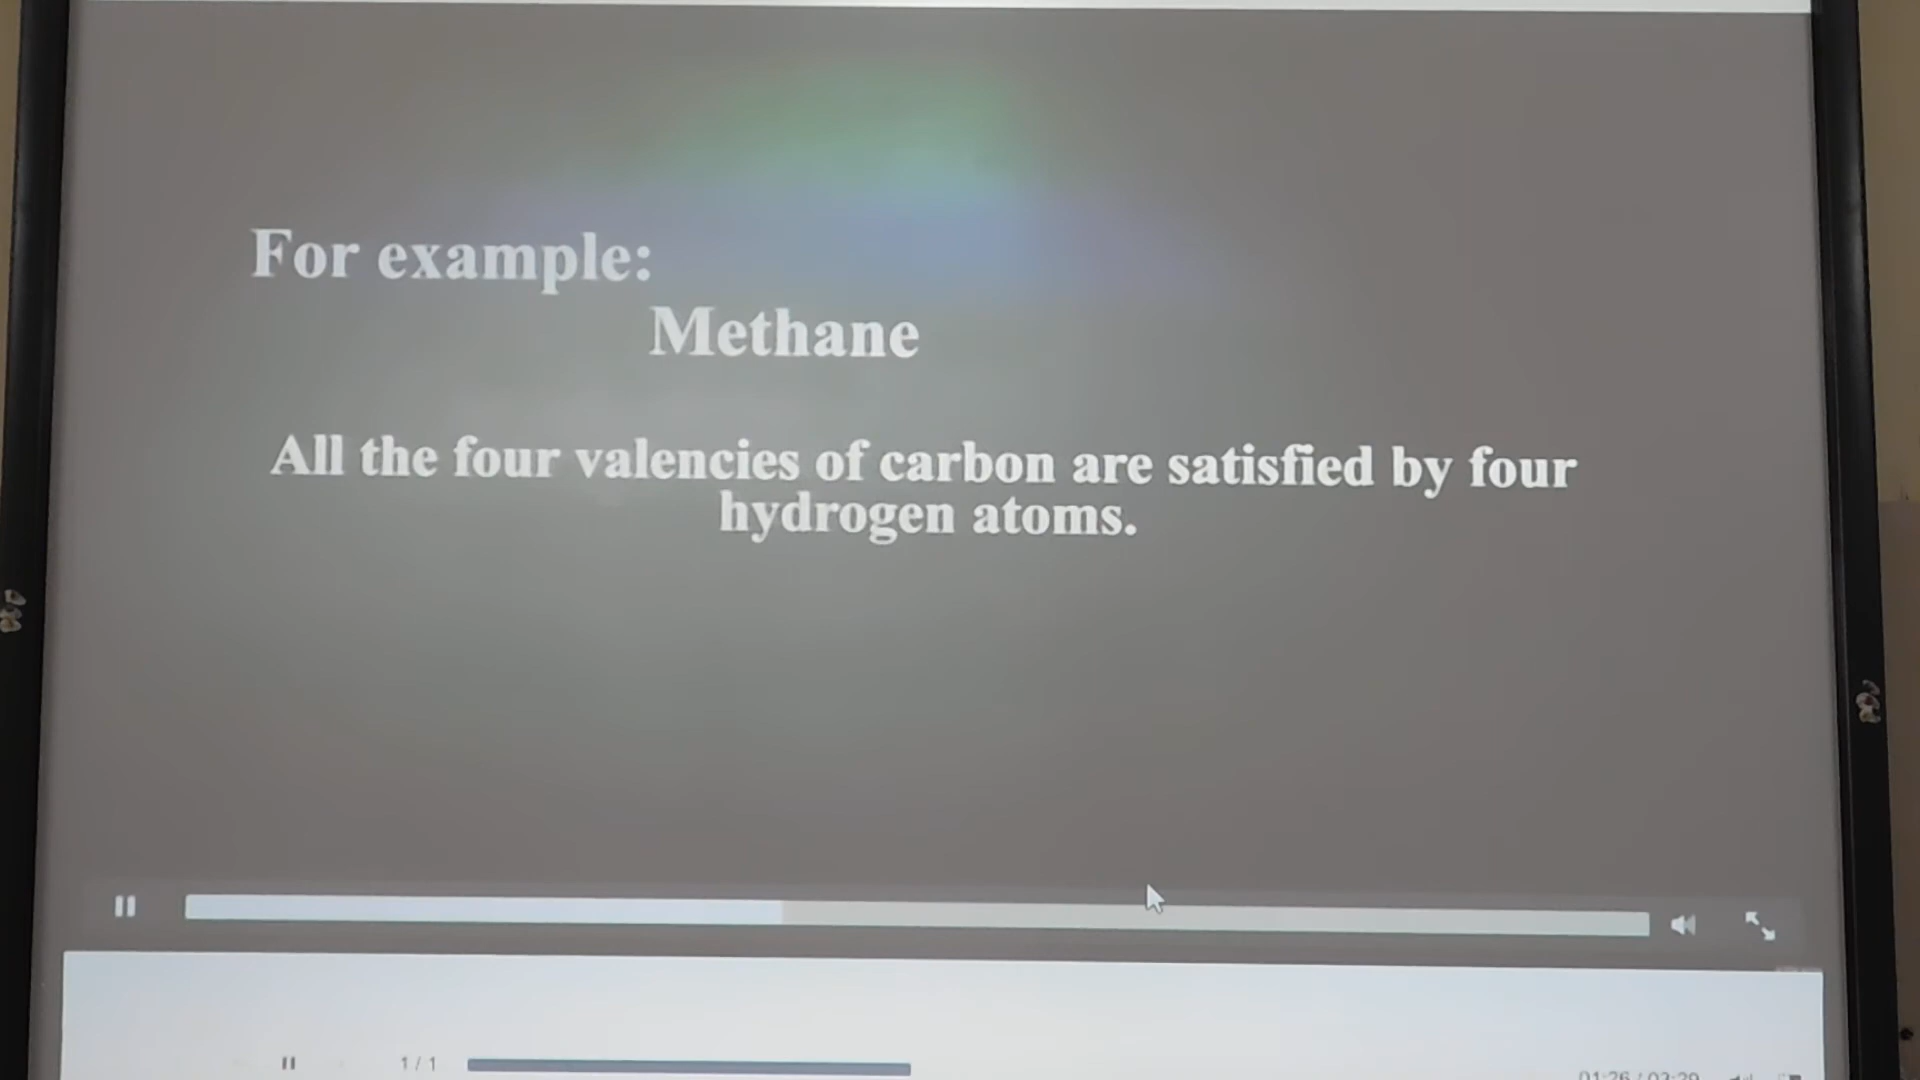 For example:
Methane
All the four valencies of carbon are satisfied by four
hydrogen atoms.
1 / 1